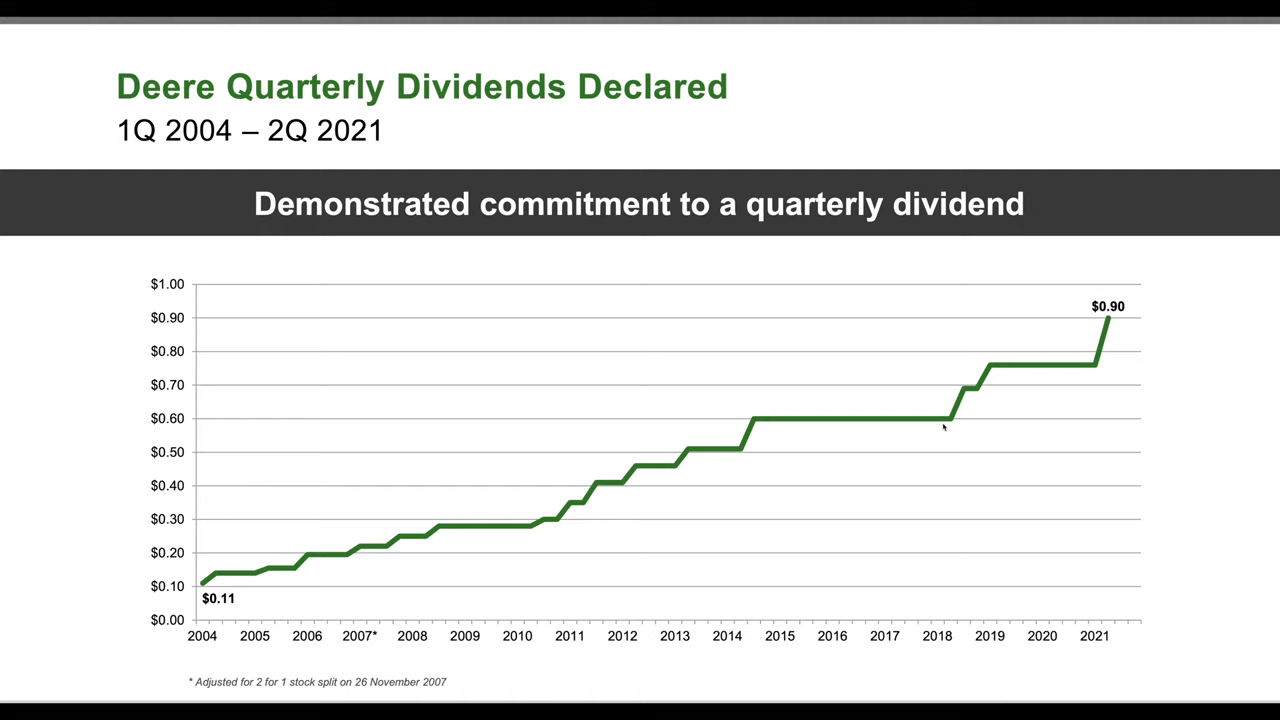 Deere Quarterly Dividends Declared
1Q 2004 – 2Q 2021
Demonstrated commitment to a quarterly dividend
$1.00
$0.90
$0.80
$0.70
$0.60
$0.50
$0.40
$0.30
$0.20
$0.10
$0.00
$0.90
$0.11
2004 2005 2006 2007* 2008 2009 2010 2011 2012 2013 2014 2015 2016 2017 2018 2019 2020 2021
* Adjusted for 2 for 1 stock split on 26 November 2007